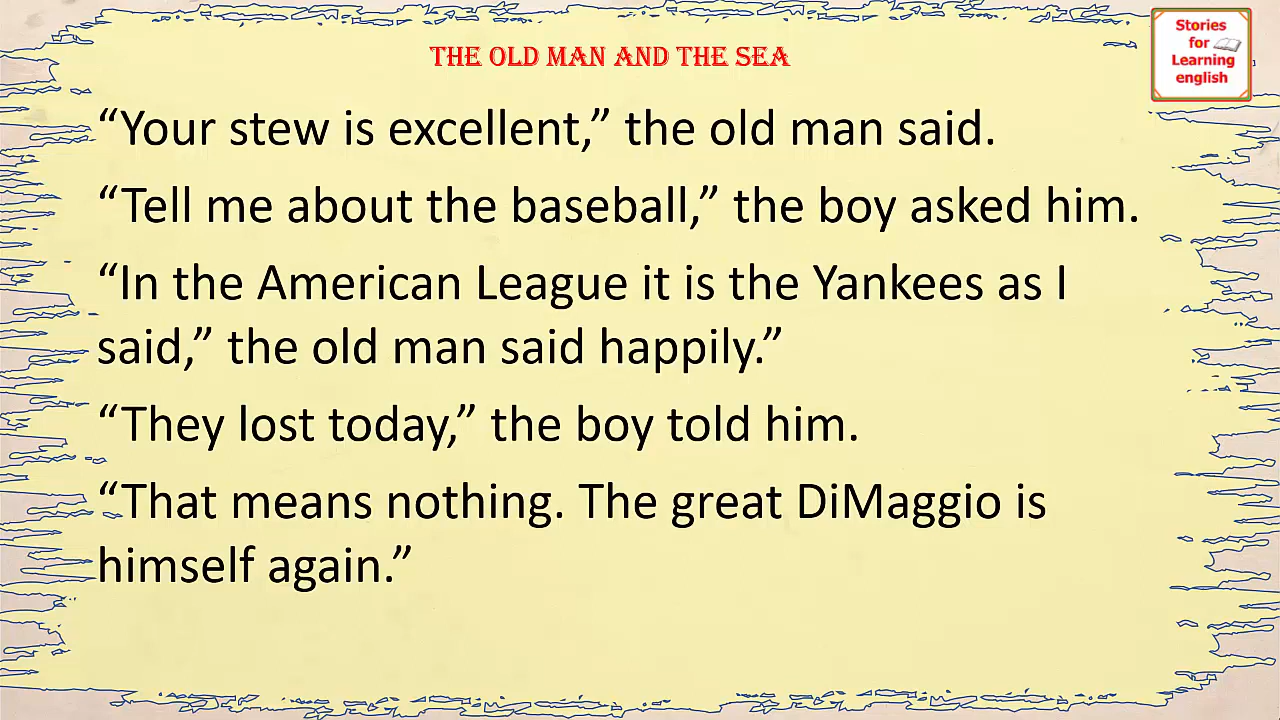 THE OLD MAN AND THE SEA
Stories
for
Learning
english
“Your stew is excellent,” the old man said.
“Tell me about the baseball,” the boy asked him.
“In the American League it is the Yankees as I
said,” the old man said happily.”
“They lost today,” the boy told him.
“That means nothing. The great DiMaggio is
himself again.”